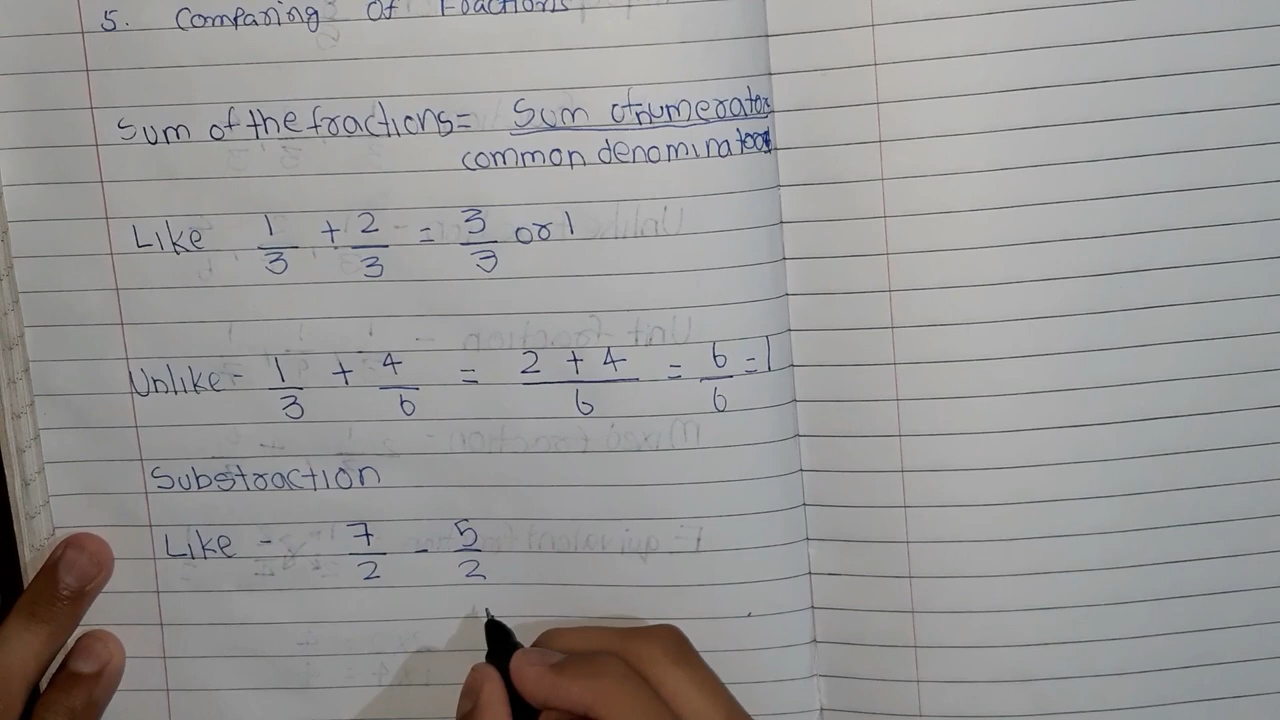 5. Comparing Of Fractions
Sum of the fractions = Sum of numerator / common denominator
Like 1/3 + 2/3 = 3/3 or 1
Unlike - 1/3 + 4/6 = 2 + 4 / 6 = 6/6 = 1
Substraction
Like - 7/2 - 5/2